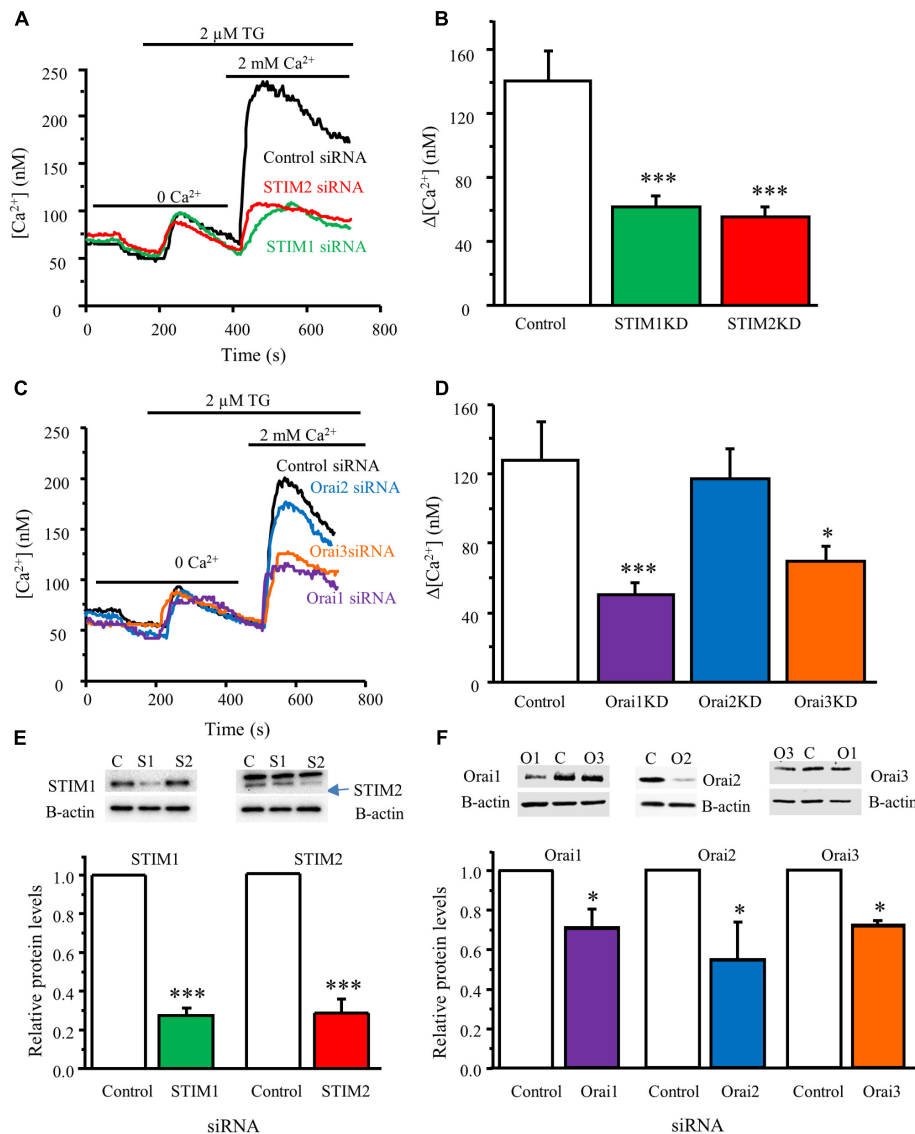 A
2 µM TG
2 mM Ca²⁺
250
200
150
100
50
0
[Ca²⁺] (nM)
Control siRNA
STIM2 siRNA
0 Ca²⁺
STIM1 siRNA
0 200 400 600 800
Time (s)
B
160
120
80
60
40
0
Δ[Ca²⁺] (nM)
*** ***
Control STIM1KD STIM2KD
C
2 µM TG
2 mM Ca²⁺
250
200
150
100
50
0
[Ca²⁺] (nM)
Control siRNA
Orai2 siRNA
Orai3siRNA
0 Ca²⁺
Orai1 siRNA
0 200 400 600 800
Time (s)
D
160
120
80
40
0
Δ[Ca²⁺] (nM)
*** *
Control Orai1KD Orai2KD Orai3KD
E
C S1 S2
STIM1
B-actin
C S1 S2
STIM2
B-actin
STIM1 STIM2
1.0
0.8
0.6
0.4
0.2
0.0
Relative protein levels
*** ***
Control STIM1 Control STIM2
siRNA
F
O1 C O3
Orai1
B-actin
C O2
Orai2
B-actin
O3 C O1
Orai3
B-actin
Orai1 Orai2 Orai3
1.0
0.8
0.6
0.4
0.2
0.0
Relative protein levels
* * *
Control Orai1 Control Orai2 Control Orai3
siRNA